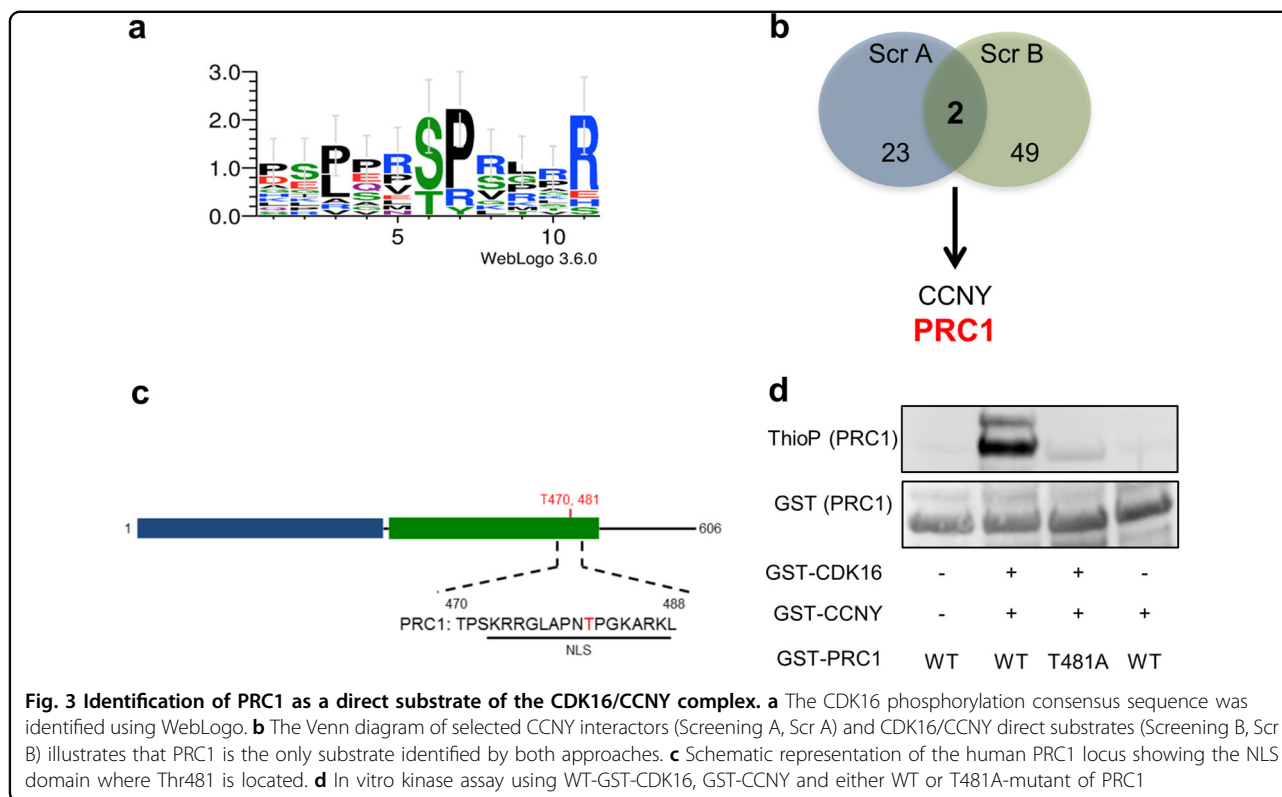 a
3.0
2.0
1.0
0.0
5
10
WebLogo 3.6.0
b
Scr A
Scr B
2
23
49
CCNY
PRC1
c
T470, 481
1
606
470
488
PRC1: TPSKRRGLAPNTPGKARKL
NLS
d
ThioP (PRC1)
GST (PRC1)
GST-CDK16 - + + -
GST-CCNY - + + +
GST-PRC1 WT WT T481A WT
Fig. 3 Identification of PRC1 as a direct substrate of the CDK16/CCNY complex. a The CDK16 phosphorylation consensus sequence was
identified using WebLogo. b The Venn diagram of selected CCNY interactors (Screening A, Scr A) and CDK16/CCNY direct substrates (Screening B, Scr
B) illustrates that PRC1 is the only substrate identified by both approaches. c Schematic representation of the human PRC1 locus showing the NLS
domain where Thr481 is located. d In vitro kinase assay using WT-GST-CDK16, GST-CCNY and either WT or T481A-mutant of PRC1